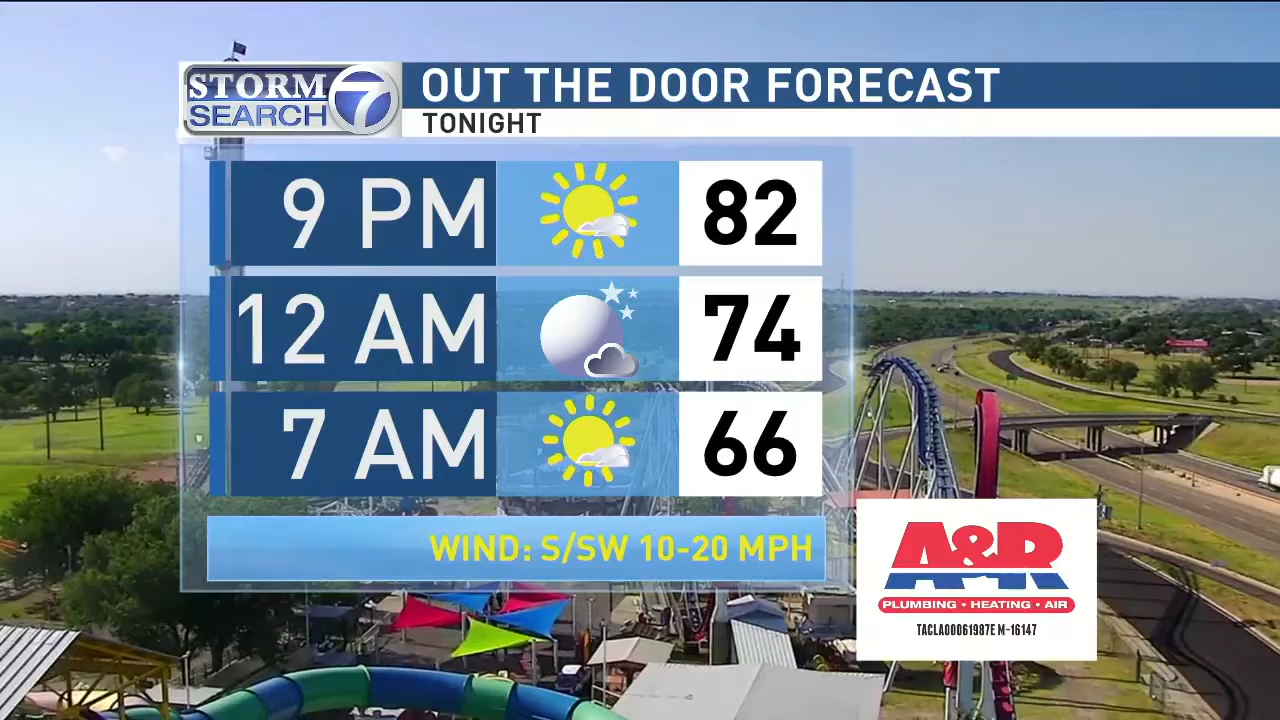 STORM
SEARCH 7
OUT THE DOOR FORECAST
TONIGHT
9 PM 82
12 AM 74
7 AM 66
WIND: S/SW 10-20 MPH
A&R
PLUMBING • HEATING • AIR
TACLA00061987E M-16147